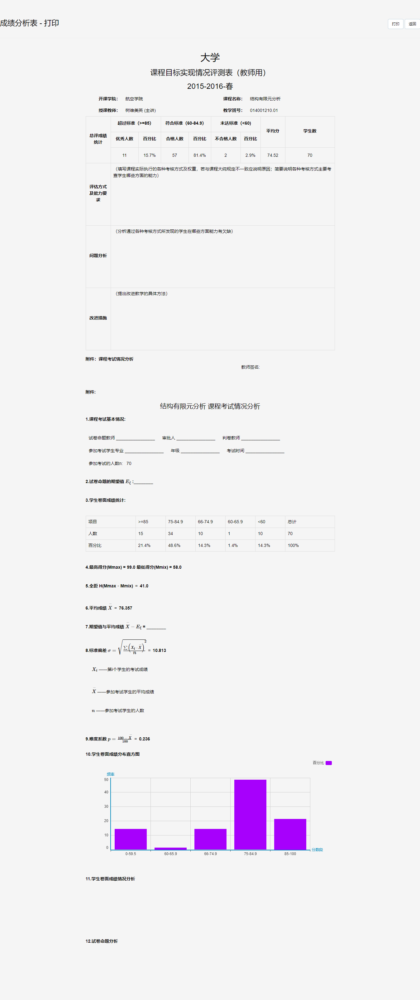 成绩分析表 - 打印
打印 返回
大学
课程目标实现情况评测表（教师用）
2015-2016-春
开课学院： 航空学院 课程名称： 结构有限元分析
授课教师： 树维美英 (主讲) 教学班号： 014001210.01
总评成绩统计 超过标准（>=85） 符合标准（60-84.9） 未达标准（<60) 平均分 学生数
优秀人数 百分比 合格人数 百分比 不合格人数 百分比
11 15.7% 57 81.4% 2 2.9% 74.52 70
评估方式及能力要求
（填写课程实际执行的各种考核方式及权重，若与课程大纲规定不一致应说明原因；简要说明各种考核方式主要考
查学生哪些方面的能力）
问题分析
（分析通过各种考核方式所发现的学生在哪些方面能力有欠缺）
改进措施
（提出改进教学的具体方法）
附件：课程考试情况分析
教师签名:
附件:
结构有限元分析 课程考试情况分析
1.课程考试基本情况:
试卷命题教师 ________________ 审批人 ________________ 判卷教师 ________________
参加考试学生专业 ________________ 年级 ________________ 考试时间 ________________
参加考试的人数n: 70
2.试卷命题的期望值 Eξ :________
3.学生卷面成绩统计:
项目 >=85 75-84.9 66-74.9 60-65.9 <60 总计
人数 15 34 10 1 10 70
百分比 21.4% 48.6% 14.3% 1.4% 14.3% 100%
4.最高得分(Mmax) = 99.0 最低得分(Mmix) = 58.0
5.全距 H(Mmax - Mmix) = 41.0
6.平均成绩 X̄ = 76.357
7.期望值与平均成绩 X̄ − Eξ = ________
8.标准偏差 σ = √(∑(Xi−X̄)²/n) = 10.813
Xi ——第i个学生的考试成绩
X̄ ——参加考试学生的平均成绩
n ——参加考试学生的人数
9.难度系数 p = (100−X̄)/100 = 0.236
10.学生卷面成绩分布直方图
百分比
频率
50
40
30
20
10
0
0-59.5 60-65.9 66-74.9 75-84.9 85-100 分数段
11.学生卷面成绩情况分析
12.试卷命题分析